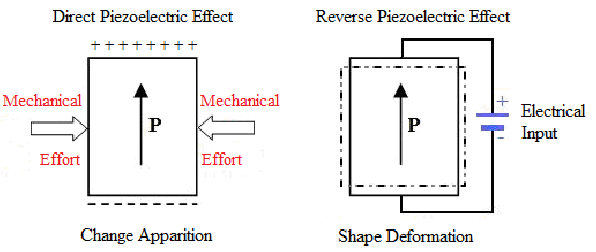 Direct Piezoelectric Effect
+ + + + + + + +
Mechanical
Effort
P
Mechanical
Effort
- - - - - - - -
Change Apparition
Reverse Piezoelectric Effect
P
+
-
Electrical
Input
Shape Deformation